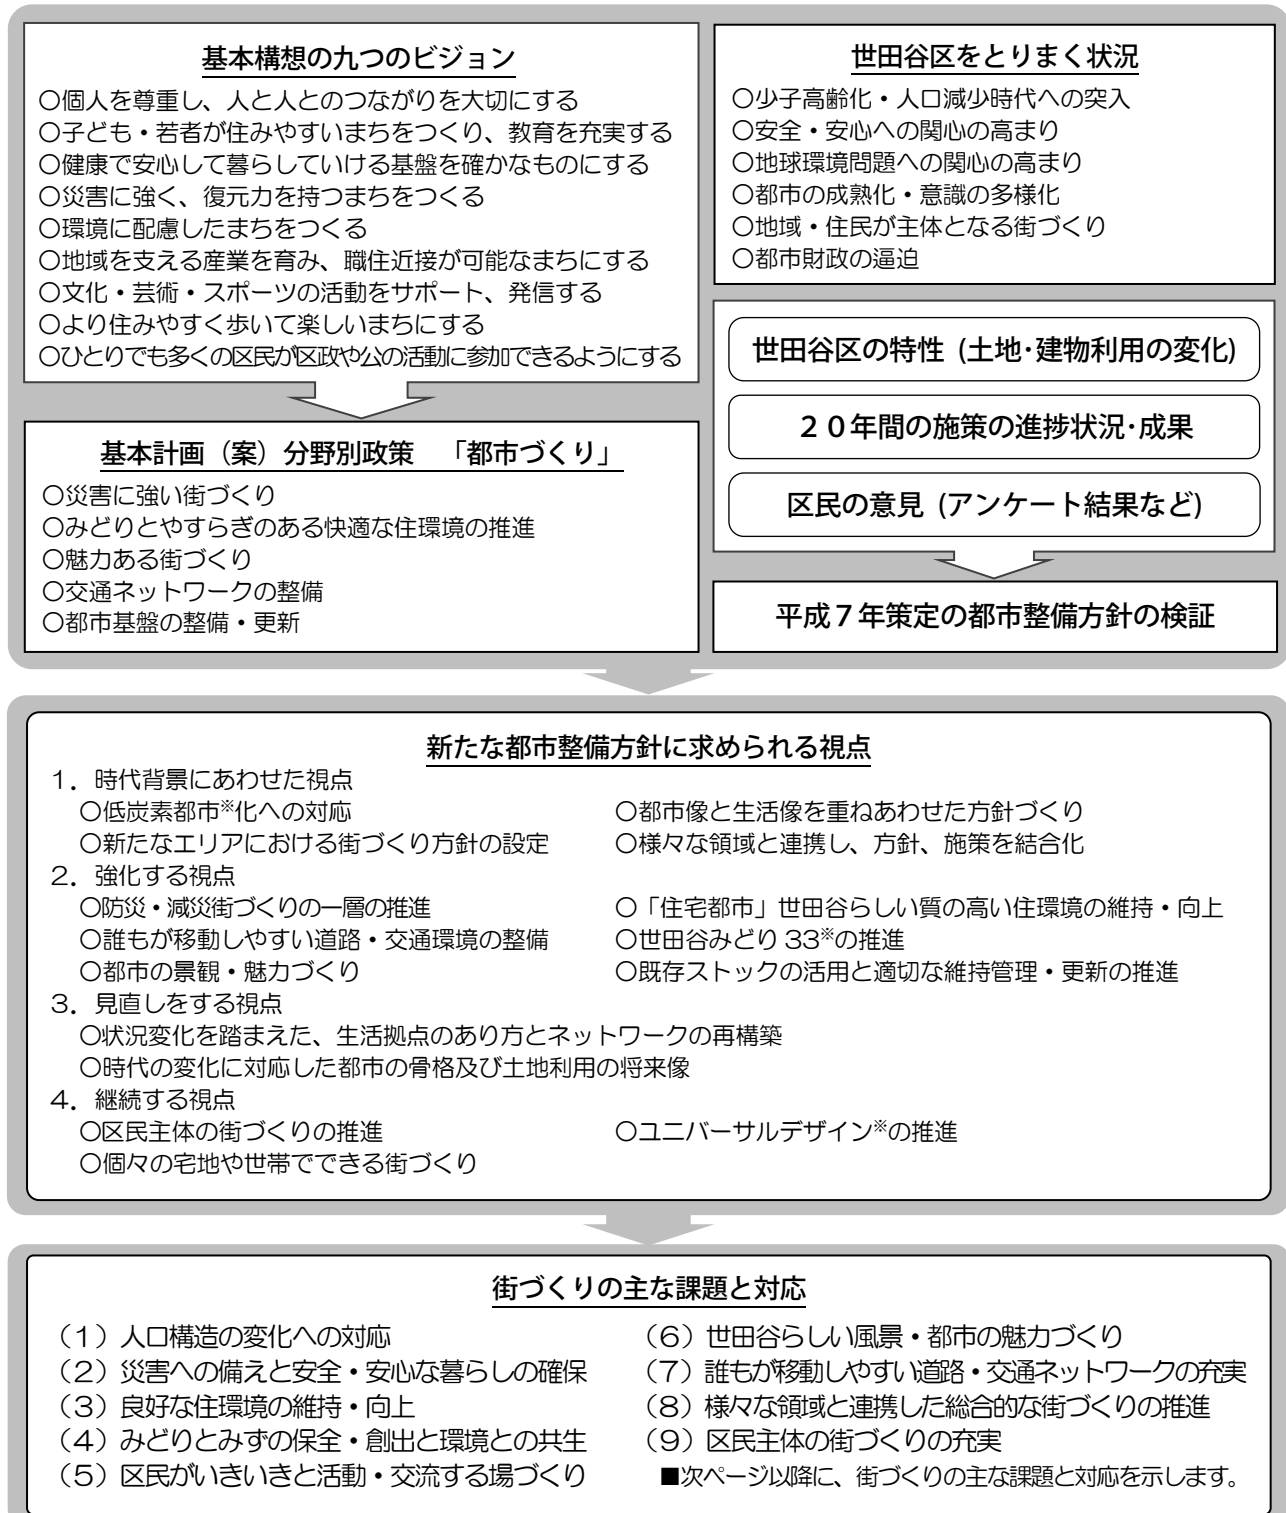 基本構想の九つのビジョン
〇個人を尊重し、人と人とのつながりを大切にする
〇子ども・若者が住みやすいまちをつくり、教育を充実する
〇健康で安心して暮らしていける基盤を確かなものにする
〇災害に強く、復元力を持つまちをつくる
〇環境に配慮したまちをつくる
〇地域を支える産業を育み、職住近接が可能なまちにする
〇文化・芸術・スポーツの活動をサポート、発信する
〇より住みやすく歩いて楽しいまちにする
〇ひとりでも多くの区民が区政や公の活動に参加できるようにする
基本計画（案）分野別政策　「都市づくり」
〇災害に強い街づくり
〇みどりとやすらぎのある快適な住環境の推進
〇魅力ある街づくり
〇交通ネットワークの整備
〇都市基盤の整備・更新
世田谷区をとりまく状況
〇少子高齢化・人口減少時代への突入
〇安全・安心への関心の高まり
〇地球環境問題への関心の高まり
〇都市の成熟化・意識の多様化
〇地域・住民が主体となる街づくり
〇都市財政の逼迫
世田谷区の特性 (土地･建物利用の変化)
２０年間の施策の進捗状況･成果
区民の意見 (アンケート結果など)
平成７年策定の都市整備方針の検証
新たな都市整備方針に求められる視点
１．時代背景にあわせた視点
〇低炭素都市※化への対応
〇都市像と生活像を重ねあわせた方針づくり
〇新たなエリアにおける街づくり方針の設定
〇様々な領域と連携し、方針、施策を結合化
２．強化する視点
〇防災・減災街づくりの一層の推進
〇「住宅都市」世田谷らしい質の高い住環境の維持・向上
〇誰もが移動しやすい道路・交通環境の整備
〇世田谷みどり 33※の推進
〇都市の景観・魅力づくり
〇既存ストックの活用と適切な維持管理・更新の推進
３．見直しをする視点
〇状況変化を踏まえた、生活拠点のあり方とネットワークの再構築
〇時代の変化に対応した都市の骨格及び土地利用の将来像
４．継続する視点
〇区民主体の街づくりの推進
〇ユニバーサルデザイン※の推進
〇個々の宅地や世帯でできる街づくり
街づくりの主な課題と対応
（１）人口構造の変化への対応
（２）災害への備えと安全・安心な暮らしの確保
（３）良好な住環境の維持・向上
（４）みどりとみずの保全・創出と環境との共生
（５）区民がいきいきと活動・交流する場づくり
（６）世田谷らしい風景・都市の魅力づくり
（７）誰もが移動しやすい道路・交通ネットワークの充実
（８）様々な領域と連携した総合的な街づくりの推進
（９）区民主体の街づくりの充実
■次ページ以降に、街づくりの主な課題と対応を示します。